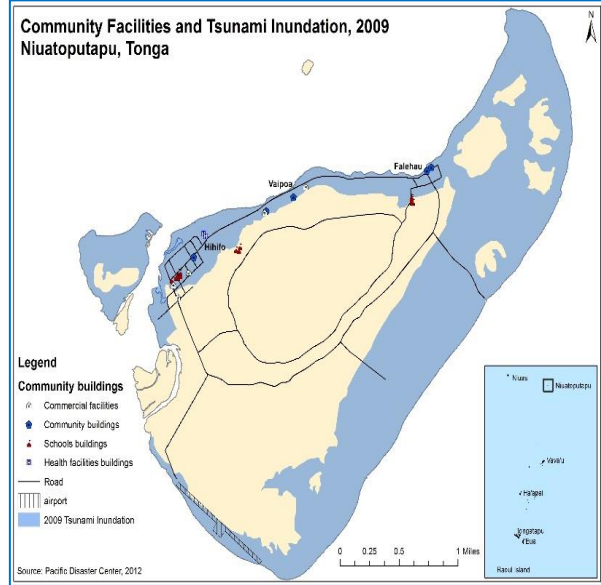 Community Facilities and Tsunami Inundation, 2009
Niuatoputapu, Tonga
N
Falehau
Vaipoa
Hihifo
Legend
Community buildings
Commercial facilities
Community buildings
Schools buildings
Health facilities buildings
Road
airport
2009 Tsunami Inundation
Source: Pacific Disaster Center, 2012
0 0.5 1 Miles
Niuas
Niuatoputapu
Vava'u
Ha'apai
Tongatapu
Eua
Raoul Island